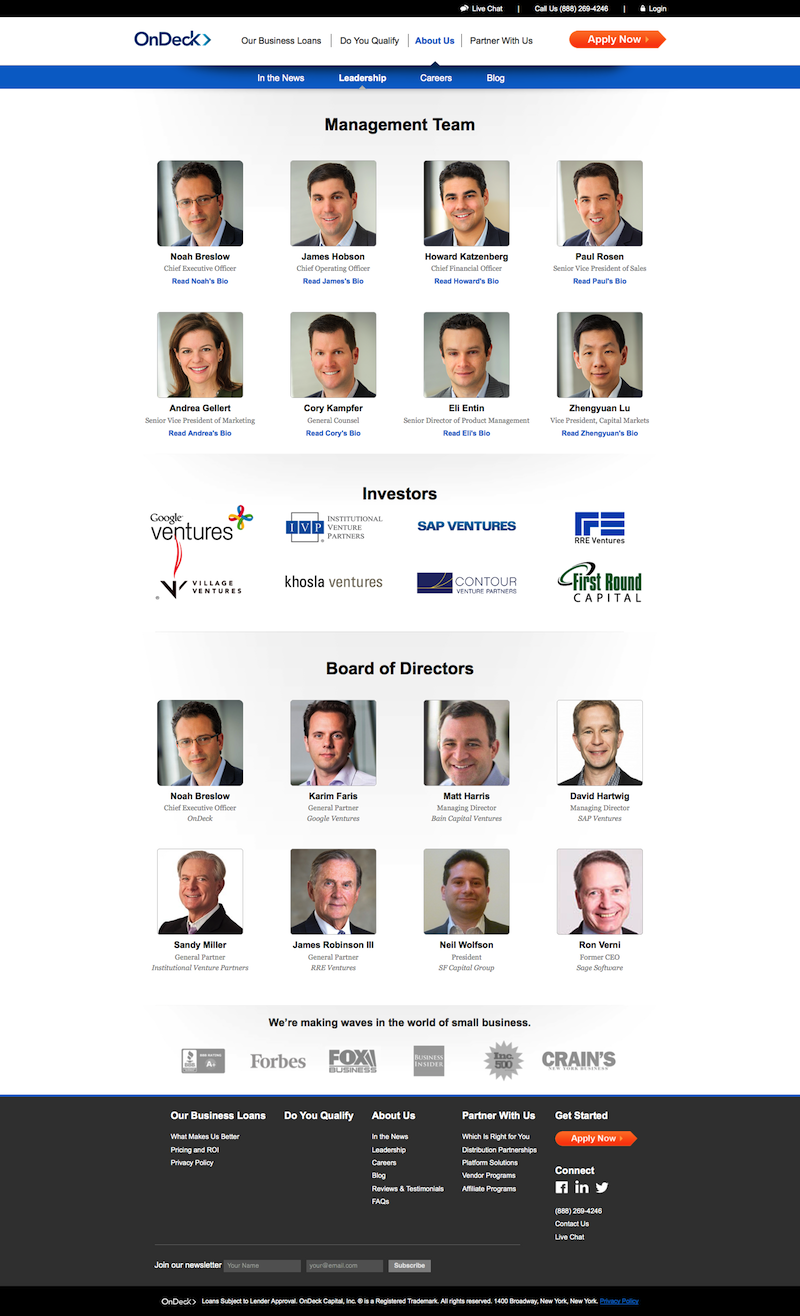 Live Chat | Call Us (888) 269-4246 | Login
OnDeck
Our Business Loans
Do You Qualify
About Us
Partner With Us
Apply Now
In the News
Leadership
Careers
Blog
Management Team
Noah Breslow
Chief Executive Officer
Read Noah's Bio
James Hobson
Chief Operating Officer
Read James's Bio
Howard Katzenberg
Chief Financial Officer
Read Howard's Bio
Paul Rosen
Senior Vice President of Sales
Read Paul's Bio
Andrea Gellert
Senior Vice President of Marketing
Read Andrea's Bio
Cory Kampfer
General Counsel
Read Cory's Bio
Eli Entin
Senior Director of Product Management
Read Eli's Bio
Zhengyuan Lu
Vice President, Capital Markets
Read Zhengyuan's Bio
Investors
Google
ventures
IVP
INSTITUTIONAL
VENTURE
PARTNERS
SAP VENTURES
RRE Ventures
VILLAGE
VENTURES
khosla ventures
CONTOUR
VENTURE PARTNERS
First Round
CAPITAL
Board of Directors
Noah Breslow
Chief Executive Officer
OnDeck
Karim Faris
General Partner
Google Ventures
Matt Harris
Managing Director
Bain Capital Ventures
David Hartwig
Managing Director
SAP Ventures
Sandy Miller
General Partner
Institutional Venture Partners
James Robinson III
General Partner
RRE Ventures
Neil Wolfson
President
SF Capital Group
Ron Verni
Former CEO
Sage Software
We're making waves in the world of small business.
BBB
A+
Forbes
FOX
BUSINESS
BUSINESS
INSIDER
Inc.
500
CRAIN'S
NEW YORK BUSINESS
Our Business Loans
What Makes Us Better
Pricing and ROI
Privacy Policy
Do You Qualify
About Us
In the News
Leadership
Careers
Blog
Reviews & Testimonials
FAQs
Partner With Us
Which Is Right for You
Distribution Partnerships
Platform Solutions
Vendor Programs
Affiliate Programs
Get Started
Apply Now
Connect
(888) 269-4246
Contact Us
Live Chat
Join our newsletter
Your Name
your@email.com
Subscribe
OnDeck Loans Subject to Lender Approval. OnDeck Capital, Inc. ® is a Registered Trademark. All rights reserved. 1400 Broadway, New York, New York. Privacy Policy